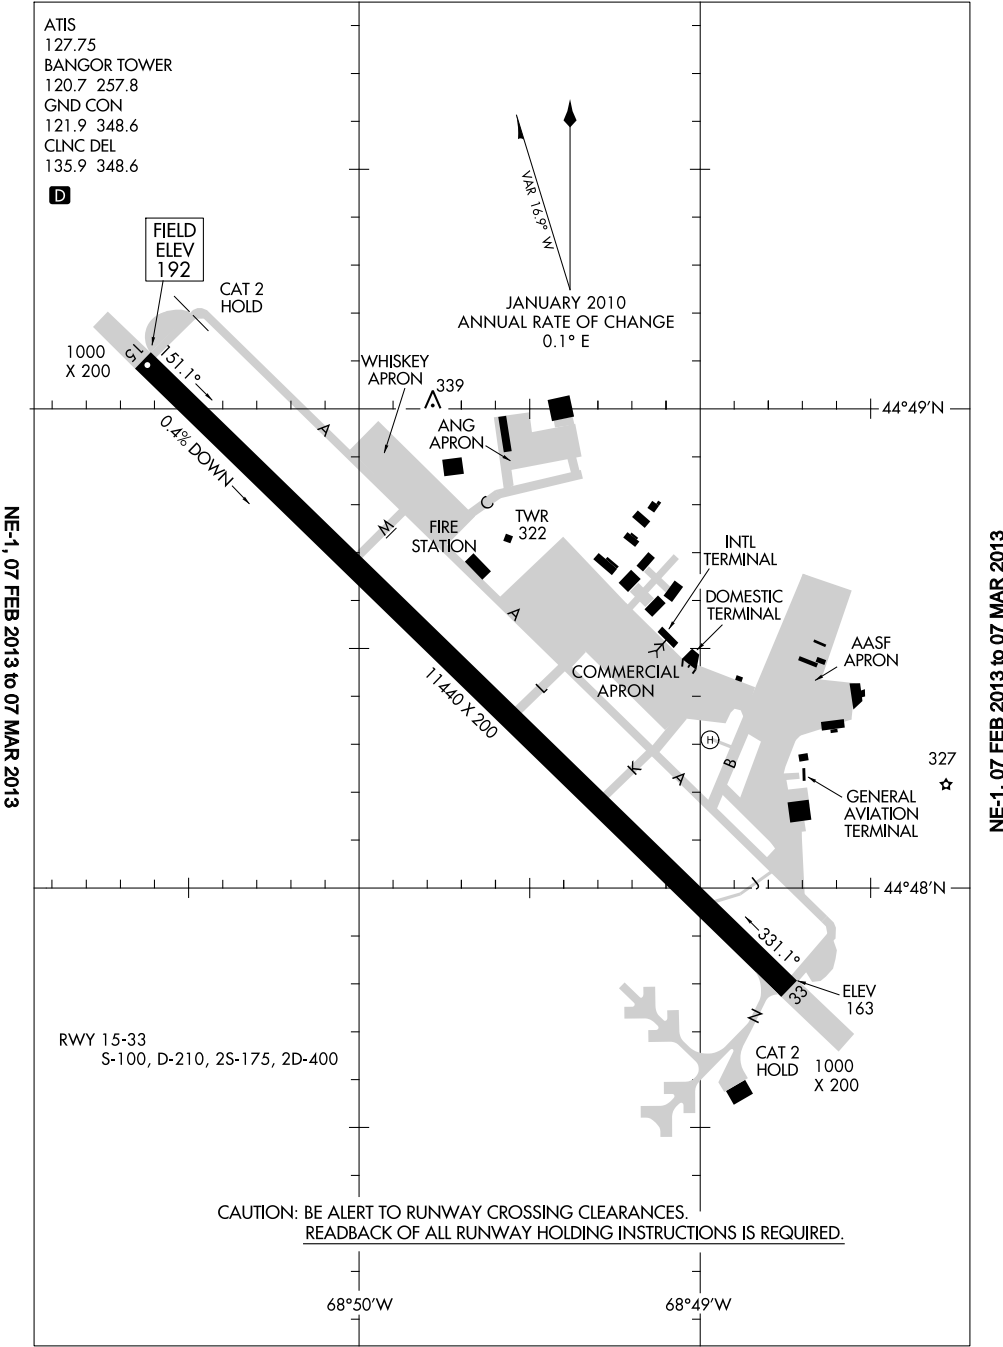 ATIS
127.75
BANGOR TOWER
120.7 257.8
GND CON
121.9 348.6
CLNC DEL
135.9 348.6
D
FIELD
ELEV
192
CAT 2
HOLD
VAR 16.9° W
JANUARY 2010
ANNUAL RATE OF CHANGE
0.1° E
1000
X 200
15
151.1°
0.4% DOWN
A
WHISKEY
APRON
339
44°49'N
ANG
APRON
C
M
FIRE
STATION
TWR
322
INTL
TERMINAL
DOMESTIC
TERMINAL
A
COMMERCIAL
APRON
AASF
APRON
L
11440 X 200
H
K
A
B
327
GENERAL
AVIATION
TERMINAL
44°48'N
J
331.1°
33
ELEV
163
N
CAT 2
HOLD
1000
X 200
RWY 15-33
S-100, D-210, 2S-175, 2D-400
CAUTION: BE ALERT TO RUNWAY CROSSING CLEARANCES.
READBACK OF ALL RUNWAY HOLDING INSTRUCTIONS IS REQUIRED.
68°50'W
68°49'W
NE-1, 07 FEB 2013 to 07 MAR 2013
NE-1, 07 FEB 2013 to 07 MAR 2013